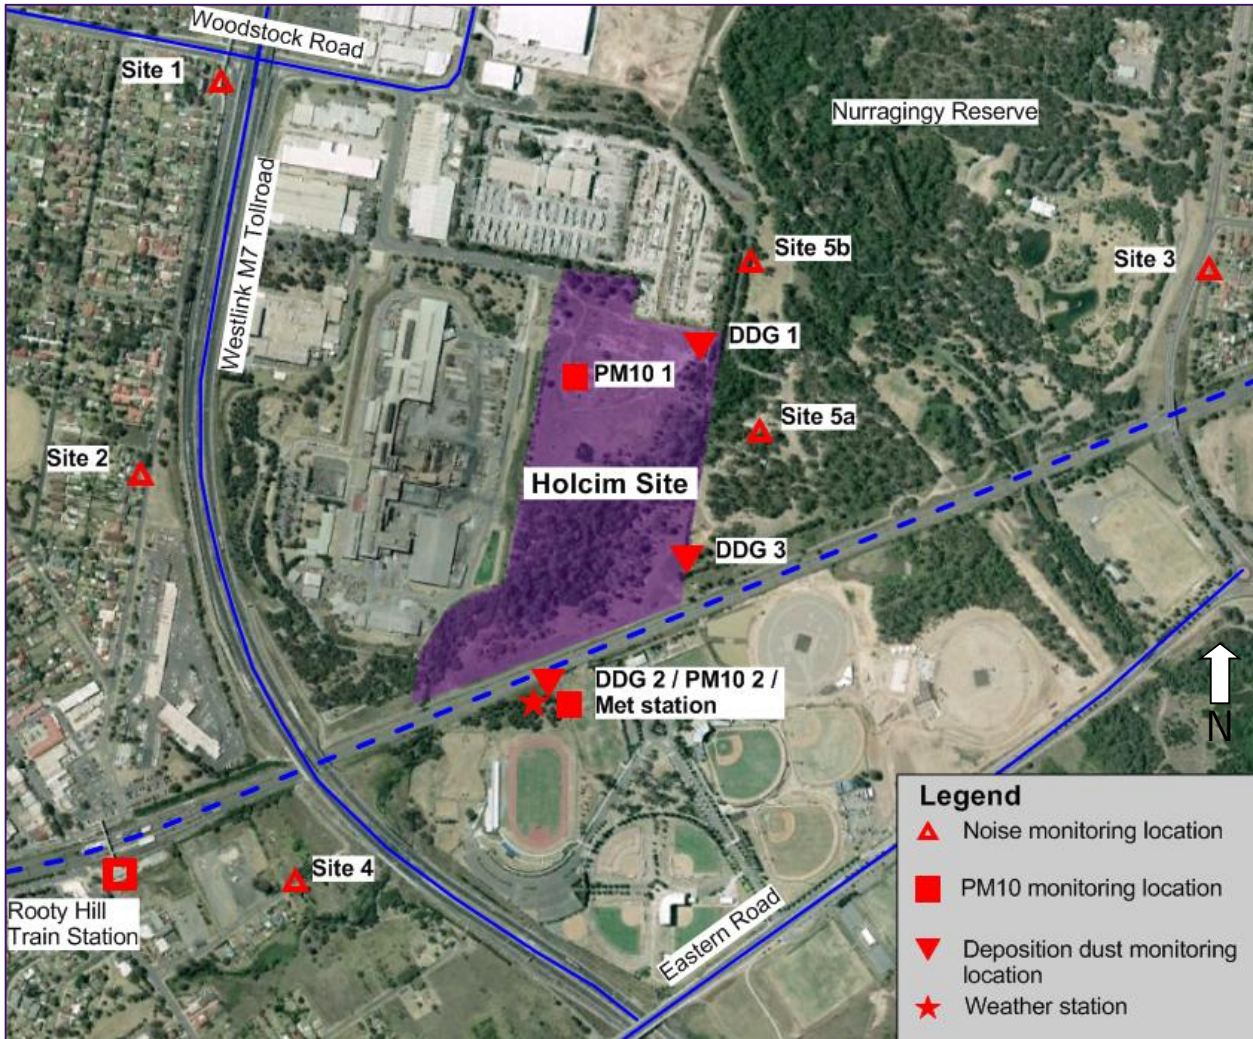 Woodstock Road
Site 1
Nurragingy Reserve
Westlink M7 Tollroad
Site 5b
Site 3
DDG 1
PM10 1
Site 5a
Site 2
Holcim Site
DDG 3
DDG 2 / PM10 2 /
Met station
N
Site 4
Rooty Hill
Train Station
Eastern Road
Legend
Noise monitoring location
PM10 monitoring location
Deposition dust monitoring
location
Weather station